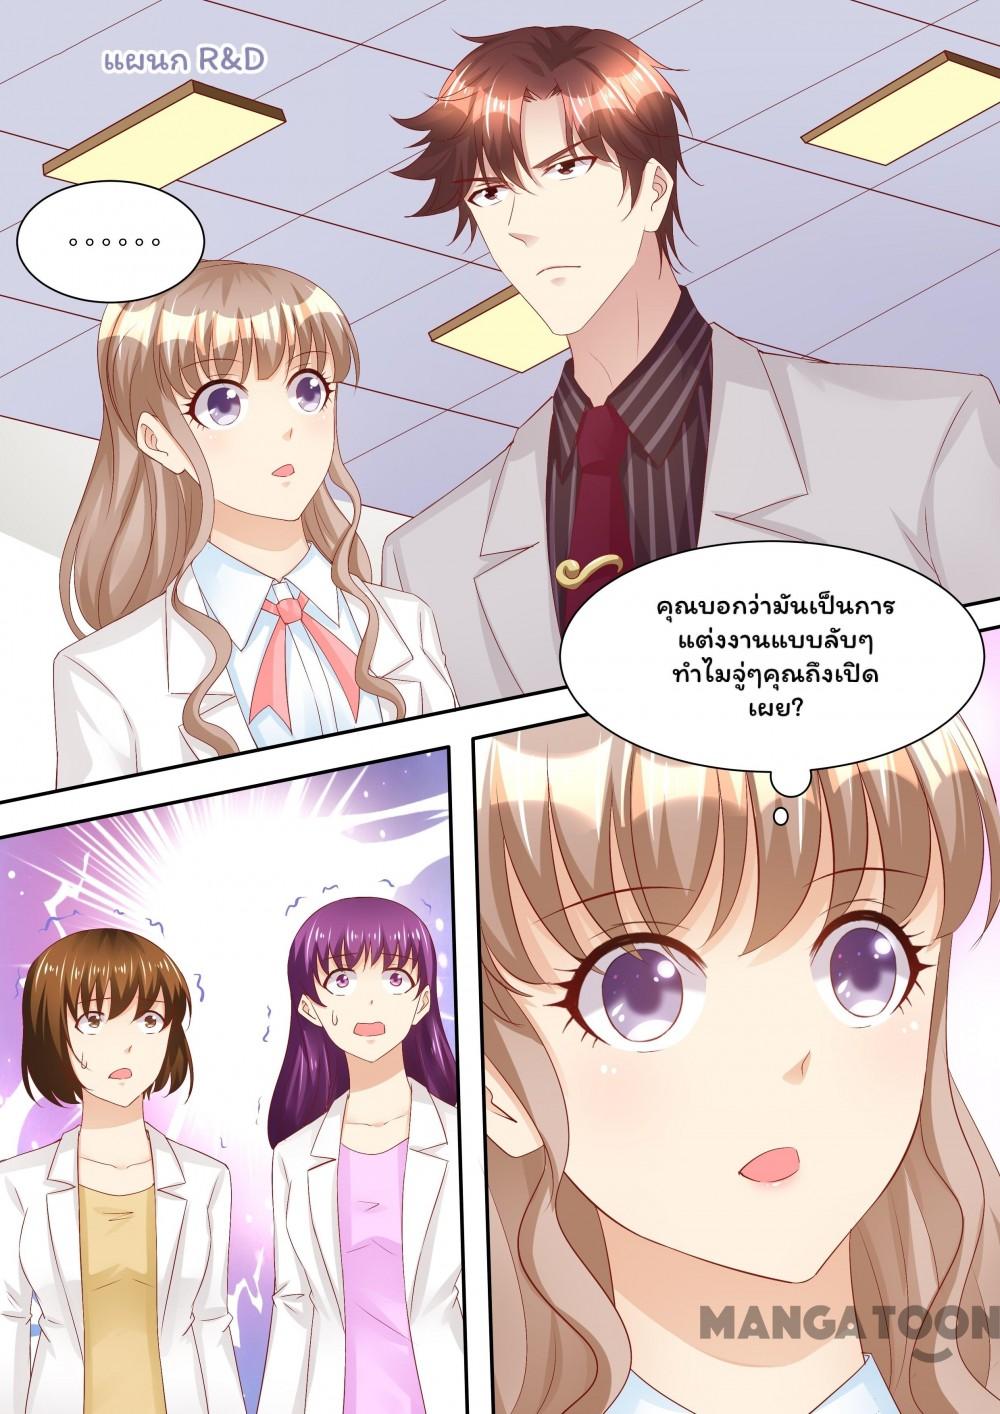 แผนก R&D
° ° ° ° ° °
คุณบอกว่ามันเป็นการ
แต่งงานแบบลับๆ
ทำไมจู่ๆคุณถึงเปิด
เผย?
MANGATOON